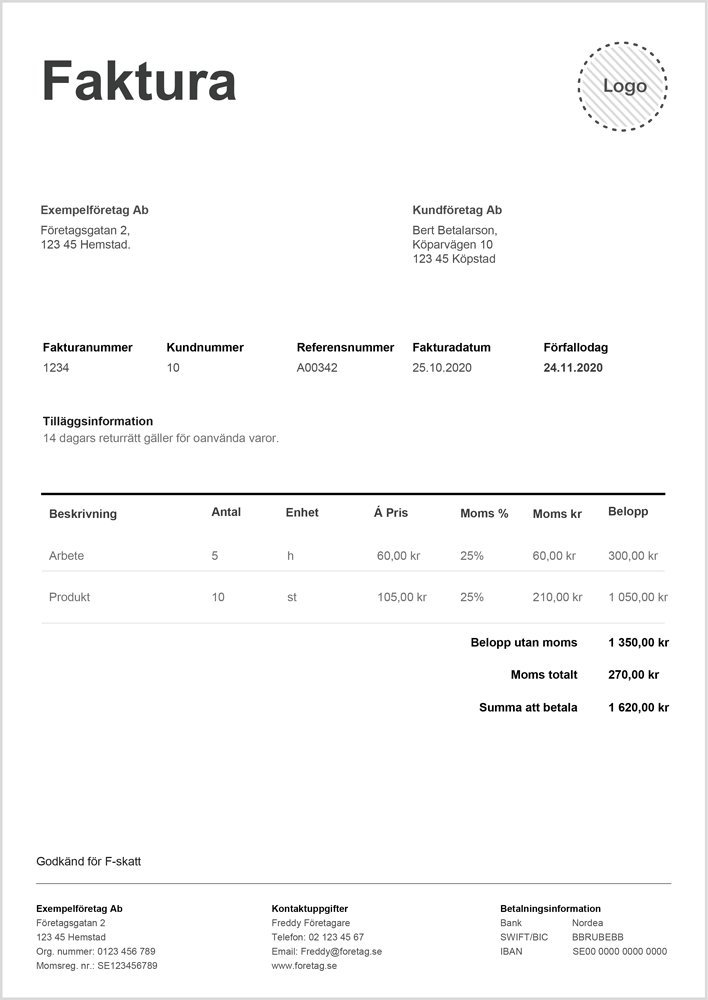 Faktura
Logo
Exempelföretag Ab
Företagsgatan 2,
123 45 Hemstad.
Kundföretag Ab
Bert Betalarson,
Köparvägen 10
123 45 Köpstad
Fakturanummer Kundnummer Referensnummer Fakturadatum Förfallodag
1234 10 A00342 25.10.2020 24.11.2020
Tilläggsinformation
14 dagars returrätt gäller för oanvända varor.
Beskrivning Antal Enhet Á Pris Moms % Moms kr Belopp
Arbete 5 h 60,00 kr 25% 60,00 kr 300,00 kr
Produkt 10 st 105,00 kr 25% 210,00 kr 1 050,00 kr
Belopp utan moms 1 350,00 kr
Moms totalt 270,00 kr
Summa att betala 1 620,00 kr
Godkänd för F-skatt
Exempelföretag Ab
Företagsgatan 2
123 45 Hemstad
Org. nummer: 0123 456 789
Momsreg. nr.: SE123456789
Kontaktuppgifter
Freddy Företagare
Telefon: 02 123 45 67
Email: Freddy@foretag.se
www.foretag.se
Betalningsinformation
Bank Nordea
SWIFT/BIC BBRUBEBB
IBAN SE00 0000 0000 0000